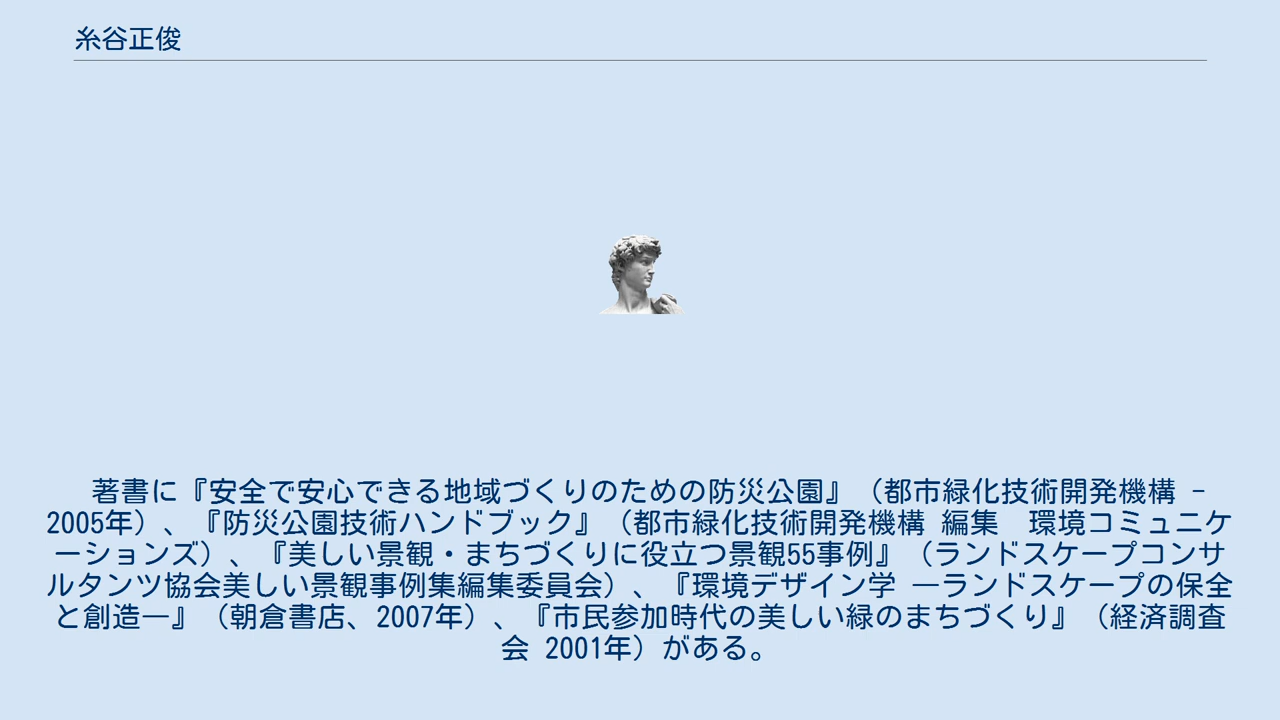 糸谷正俊
著書に『安全で安心できる地域づくりのための防災公園』（都市緑化技術開発機構 -
2005年）、『防災公園技術ハンドブック』（都市緑化技術開発機構 編集　環境コミュニケ
ーションズ）、『美しい景観・まちづくりに役立つ景観55事例』（ランドスケープコンサ
ルタンツ協会美しい景観事例集編集委員会）、『環境デザイン学 ―ランドスケープの保全
と創造―』（朝倉書店、2007年）、『市民参加時代の美しい緑のまちづくり』（経済調査
会 2001年）がある。